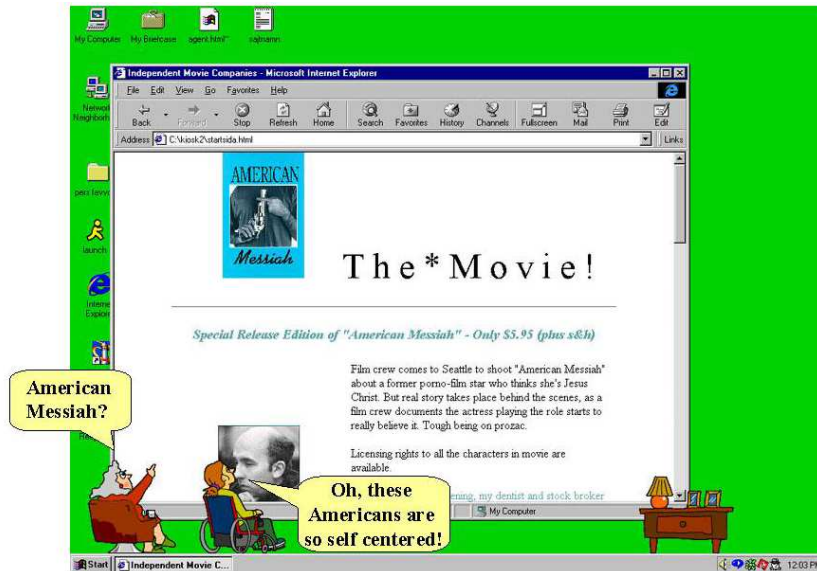 My Computer
My Briefcase
agent.html~
sajmamn
Independent Movie Companies - Microsoft Internet Explorer
File Edit View Go Favorites Help
Back
Forward
Stop
Refresh
Home
Search
Favorites
History
Channels
Fullscreen
Mail
Print
Edit
Address C:\kiosk2\startsida.html
Links
Network
Neighborh
launch
Interne
Explor
AMERICAN
Messiah
The*Movie!
Special Release Edition of "American Messiah" - Only $5.95 (plus s&h)
Film crew comes to Seattle to shoot "American Messiah"
about a former porno-film star who thinks she's Jesus
Christ. But real story takes place behind the scenes, as a
film crew documents the actress playing the role starts to
really believe it. Tough being on prozac.
Licensing rights to all the characters in movie are
available.
ening, my dentist and stock broker
American
Messiah?
Oh, these
Americans are
so self centered!
My Computer
Start
Independent Movie C...
12:03 PM